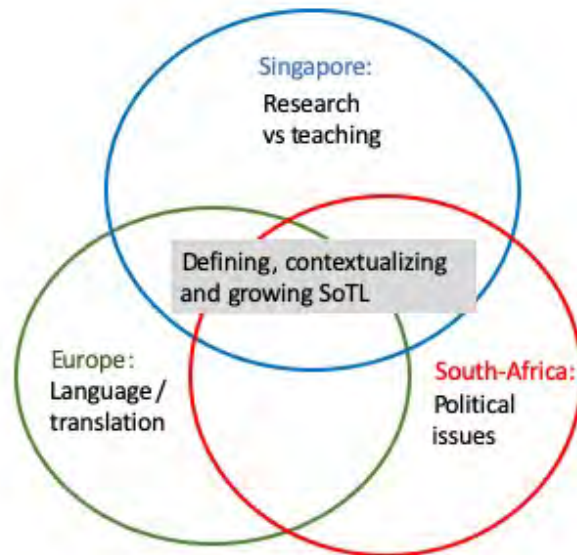 Singapore:
Research
vs teaching
Defining, contextualizing
and growing SoTL
Europe:
Language/
translation
South-Africa:
Political
issues